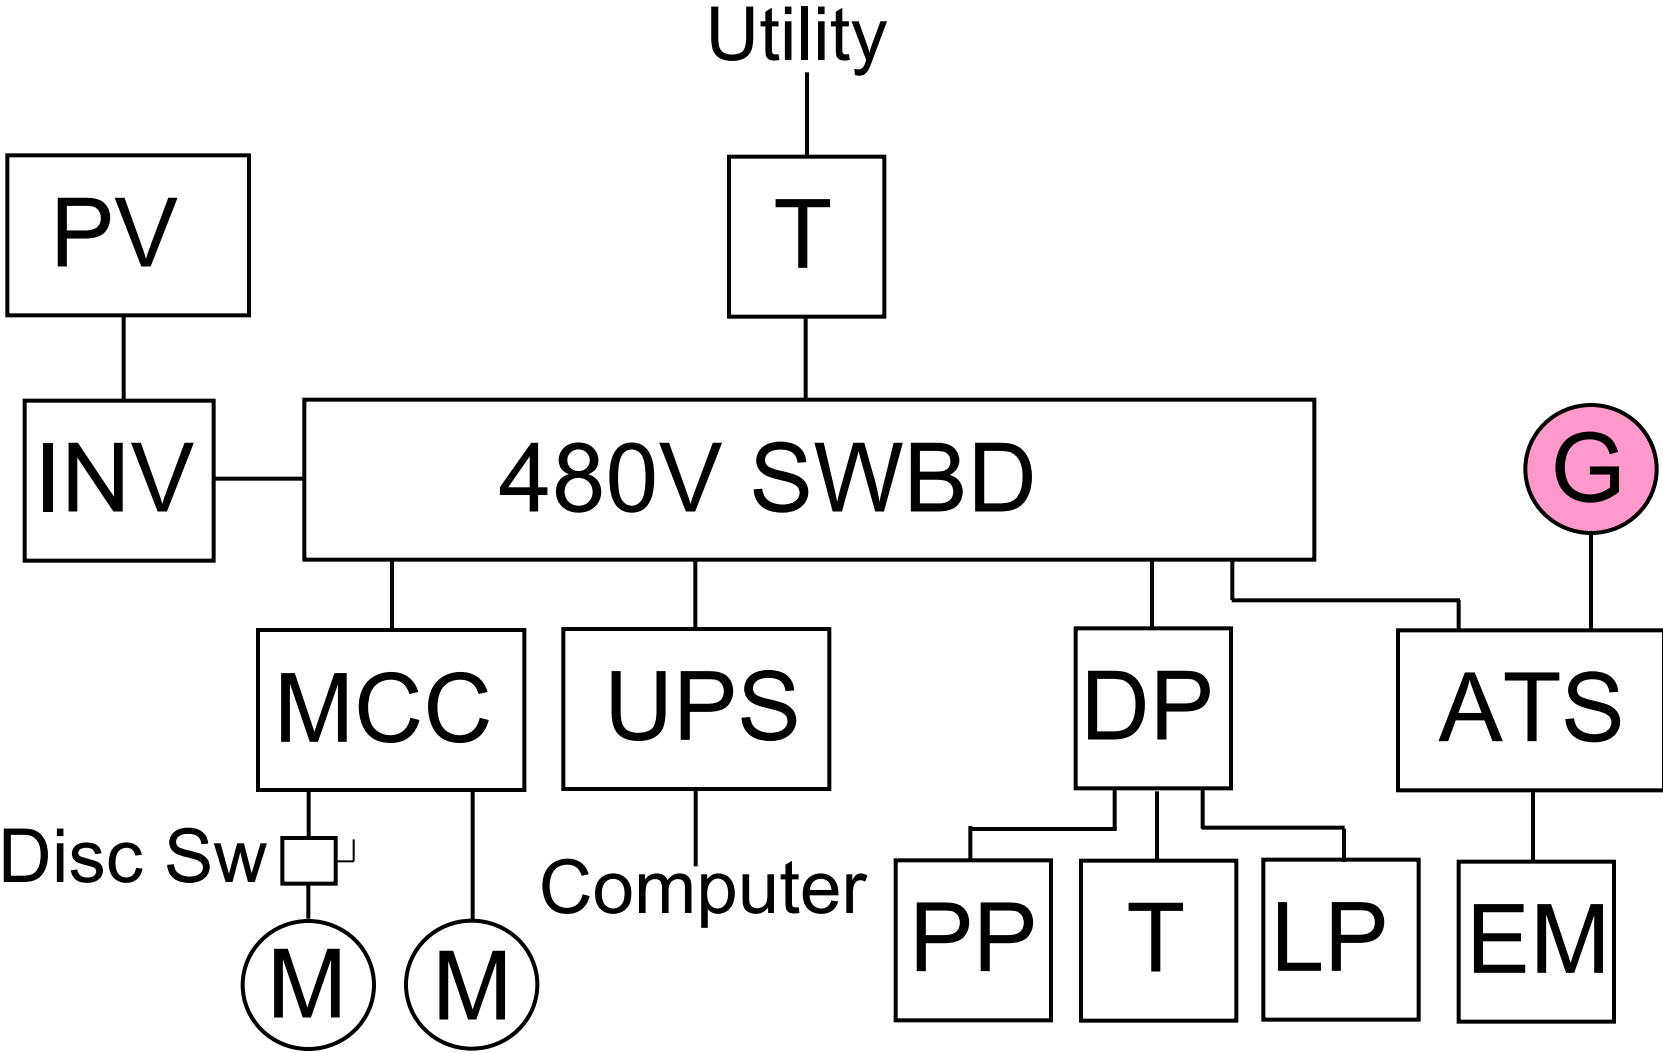 Utility
PV
T
INV
480V SWBD
G
MCC
UPS
DP
ATS
Disc Sw
Computer
PP
T
LP
EM
M
M